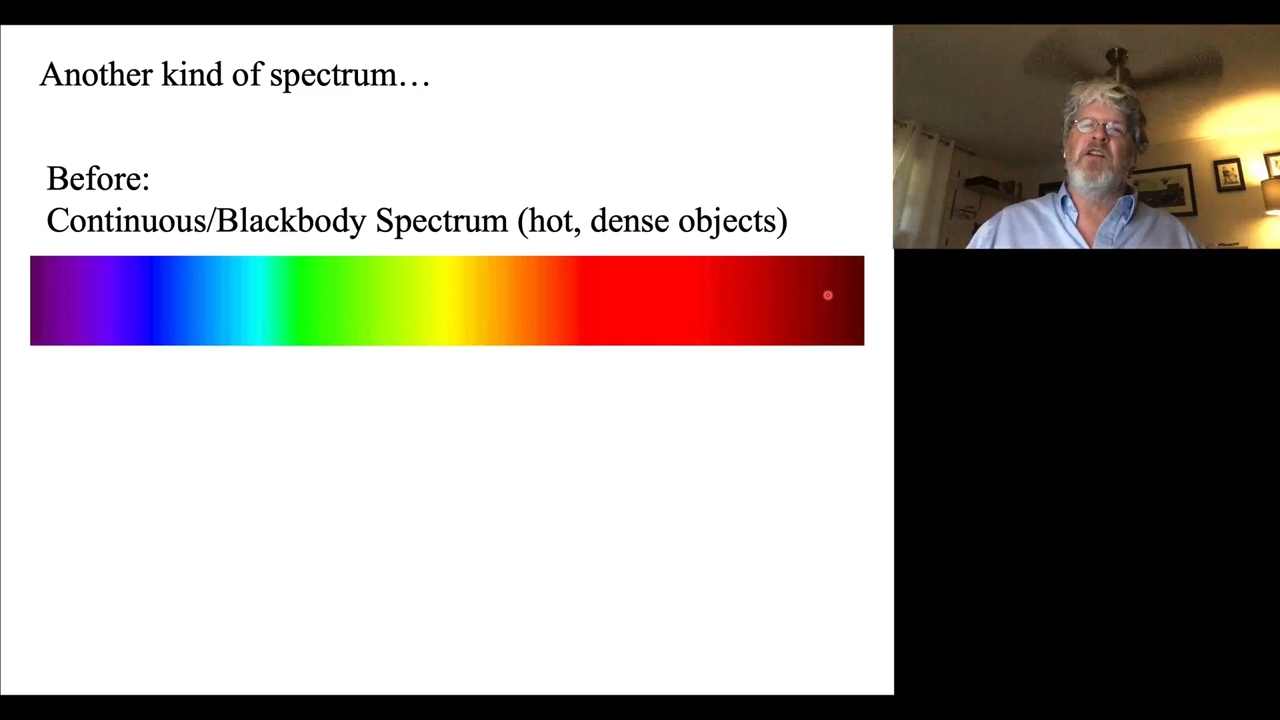 Another kind of spectrum…
Before:
Continuous/Blackbody Spectrum (hot, dense objects)